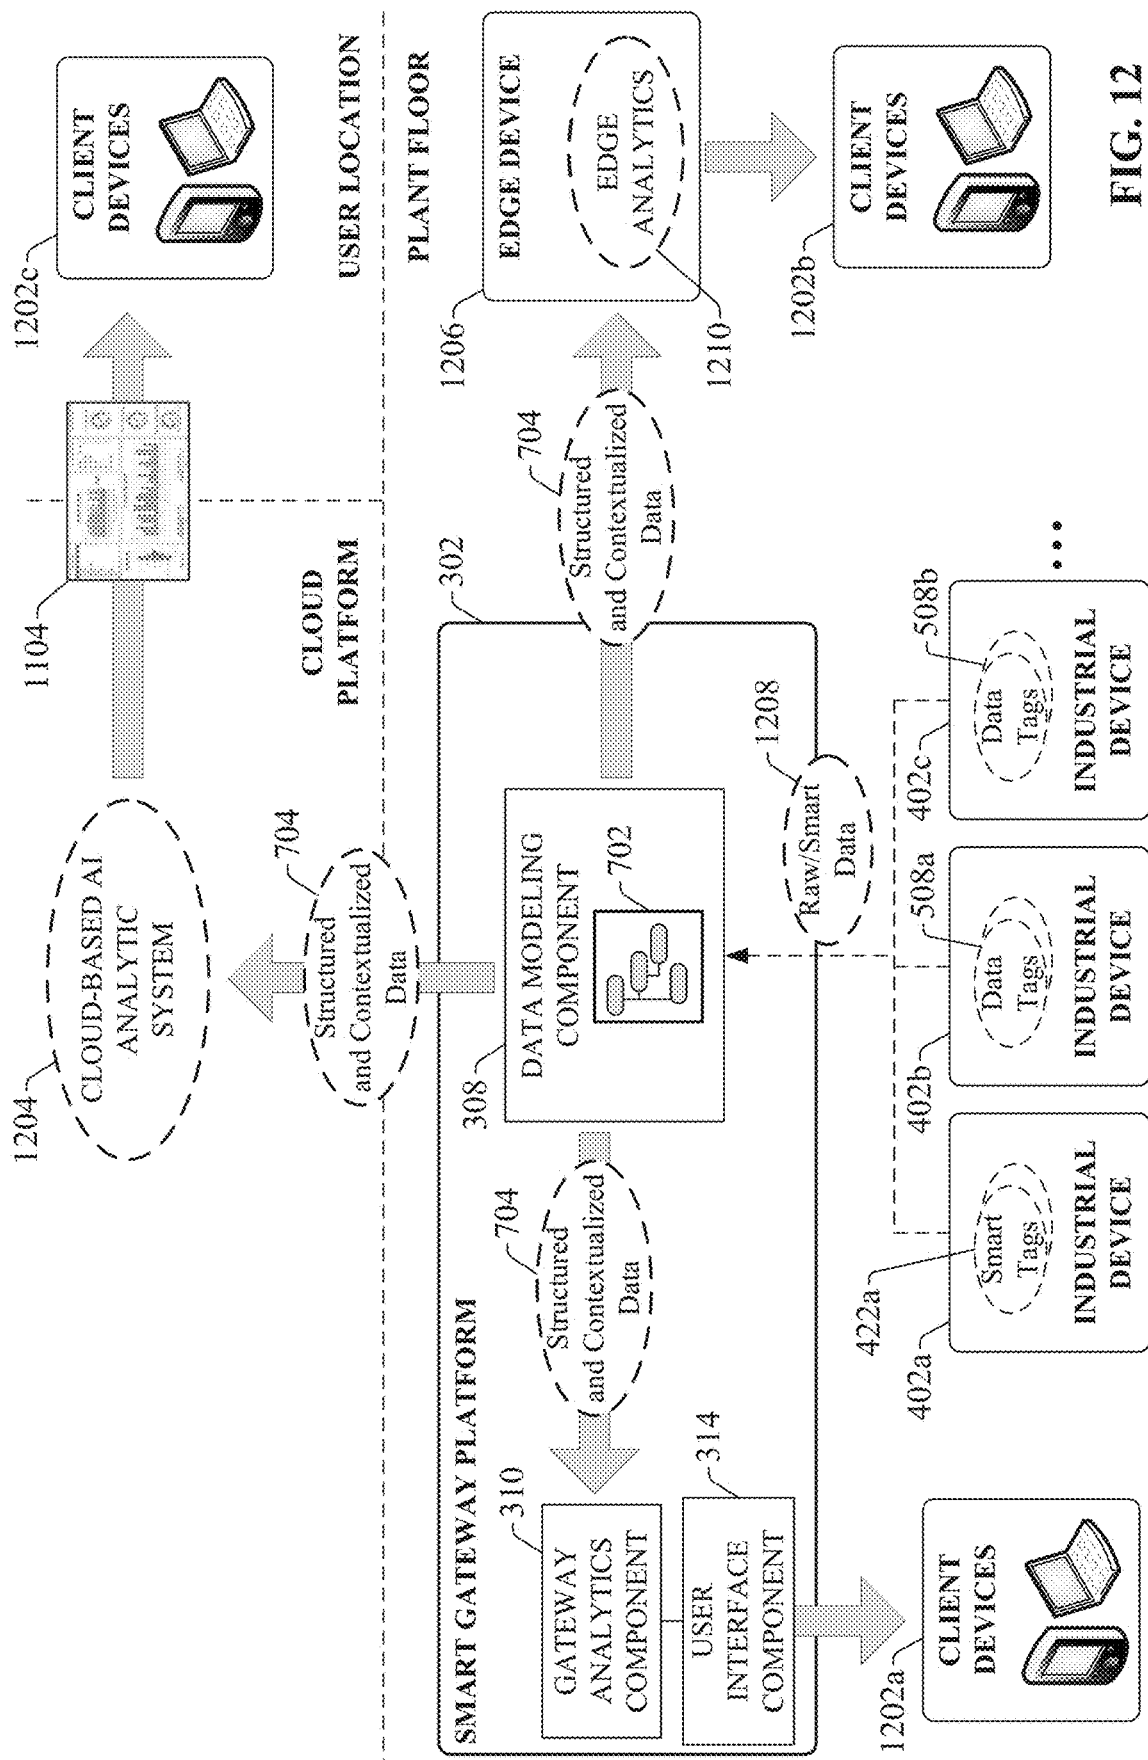 1204
CLOUD-BASED AI
ANALYTIC
SYSTEM
1104
1202c
CLIENT
DEVICES
704
Structured
and Contextualized
Data
CLOUD
PLATFORM
USER LOCATION
PLANT FLOOR
SMART GATEWAY PLATFORM
302
310
GATEWAY
ANALYTICS
COMPONENT
704
Structured
and Contextualized
Data
308
DATA MODELING
COMPONENT
702
704
Structured
and Contextualized
Data
1206
EDGE DEVICE
EDGE
ANALYTICS
1210
314
USER
INTERFACE
COMPONENT
1208
Raw/Smart
Data
1202a
CLIENT
DEVICES
402a
422a
Smart
Tags
INDUSTRIAL
DEVICE
402b
508a
Data
Tags
INDUSTRIAL
DEVICE
402c
508b
Data
Tags
INDUSTRIAL
DEVICE
...
1202b
CLIENT
DEVICES
FIG. 12